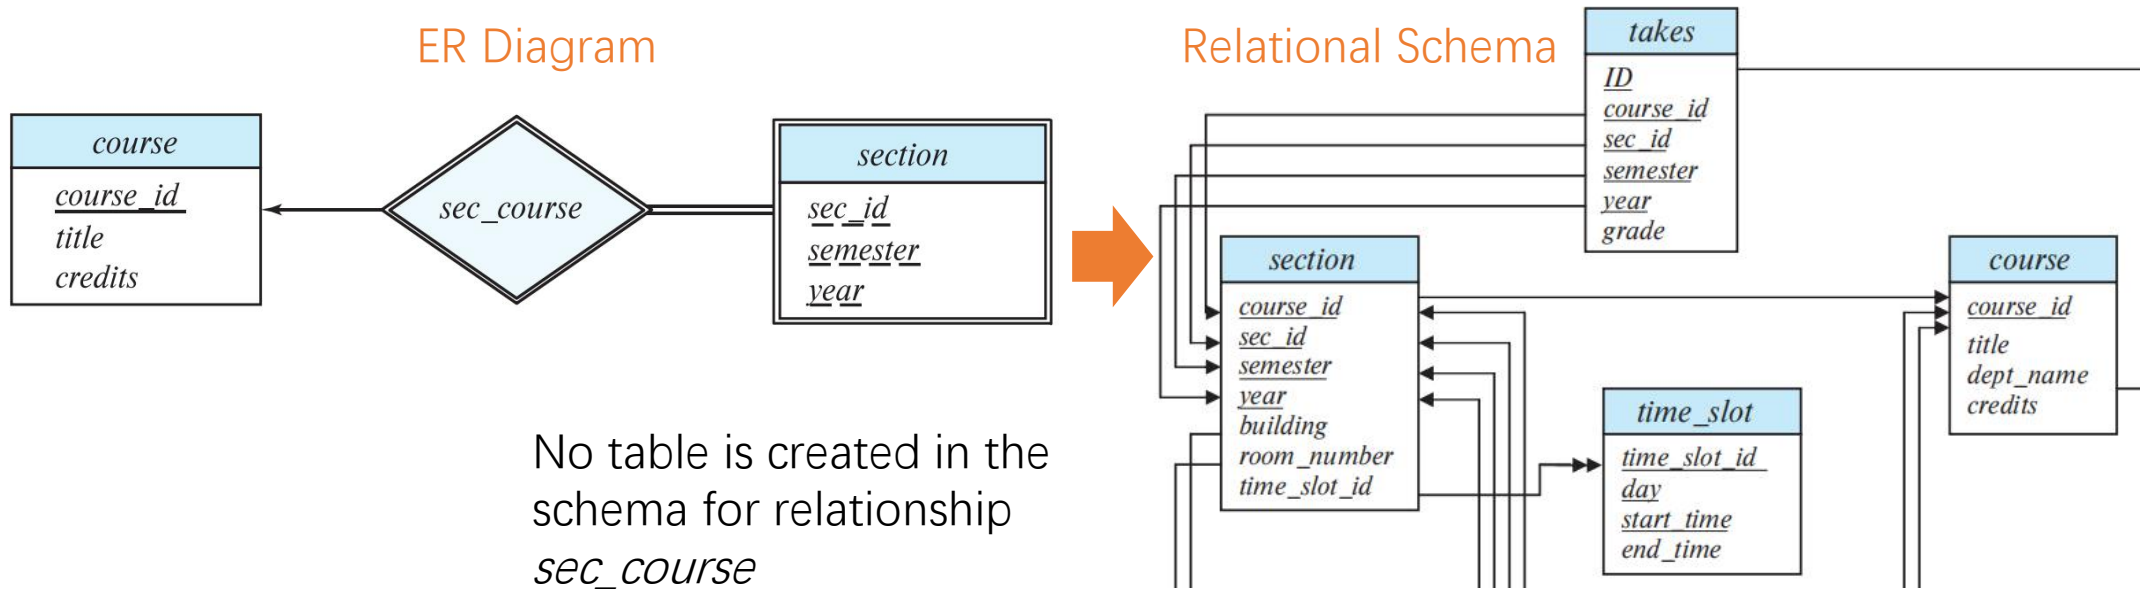 ER Diagram
course
course_id
title
credits
sec_course
section
sec_id
semester
year
No table is created in the
schema for relationship
sec_course
Relational Schema
takes
ID
course_id
sec_id
semester
year
grade
section
course_id
sec_id
semester
year
building
room_number
time_slot_id
time_slot
time_slot_id
day
start_time
end_time
course
course_id
title
dept_name
credits